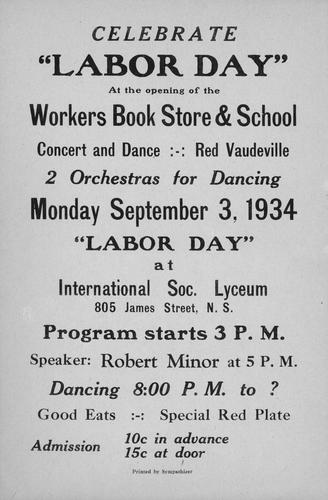 CELEBRATE
"LABOR DAY"
At the opening of the
Workers Book Store & School
Concert and Dance :-: Red Vaudeville
2 Orchestras for Dancing
Monday September 3, 1934
"LABOR DAY"
at
International Soc. Lyceum
805 James Street, N. S.
Program starts 3 P. M.
Speaker: Robert Minor at 5 P. M.
Dancing 8:00 P. M. to ?
Good Eats :-: Special Red Plate
Admission 10c in advance
15c at door
Printed by Sympathizer